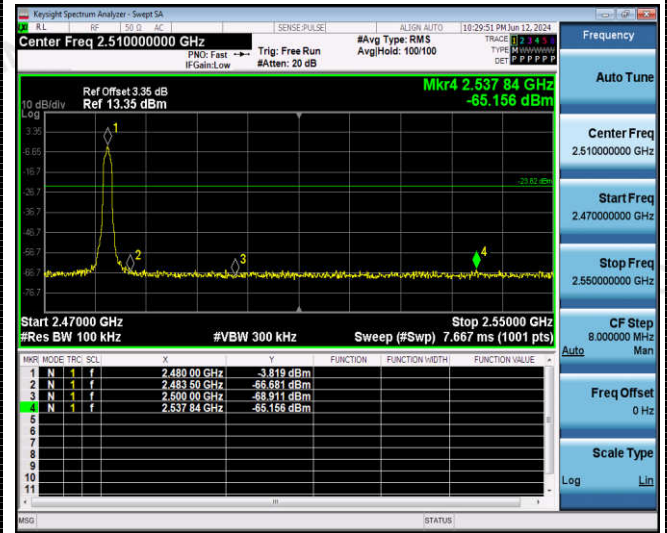 Keysight Spectrum Analyzer - Swept SA
RL RF 50 Ω AC SENSE:PULSE ALIGN AUTO 10:29:51 PM Jun 12, 2024
Center Freq 2.510000000 GHz
PNO: Fast
IFGain:Low
Trig: Free Run
#Atten: 20 dB
#Avg Type: RMS
Avg|Hold: 100/100
TRACE 1 2 3 4 5 6
TYPE M W W W W W
DET P P P P P P
Mkr4 2.537 84 GHz
-65.156 dBm
Ref Offset 3.35 dB
Ref 13.35 dBm
10 dB/div
Log
3.35
-6.65
-16.7
-26.7
-36.7
-46.7
-56.7
-66.7
-76.7
1
2
3
4
-23.82 dBm
Start 2.47000 GHz Stop 2.55000 GHz
#Res BW 100 kHz #VBW 300 kHz Sweep (#Swp) 7.667 ms (1001 pts)
MKR MODE TRC SCL X Y FUNCTION FUNCTION WIDTH FUNCTION VALUE
1 N 1 f 2.480 00 GHz -3.819 dBm
2 N 1 f 2.483 50 GHz -66.681 dBm
3 N 1 f 2.500 00 GHz -68.911 dBm
4 N 1 f 2.537 84 GHz -65.156 dBm
5
6
7
8
9
10
11
MSG STATUS
Frequency
Auto Tune
Center Freq
2.510000000 GHz
Start Freq
2.470000000 GHz
Stop Freq
2.550000000 GHz
CF Step
8.000000 MHz
Auto Man
Freq Offset
0 Hz
Scale Type
Log Lin